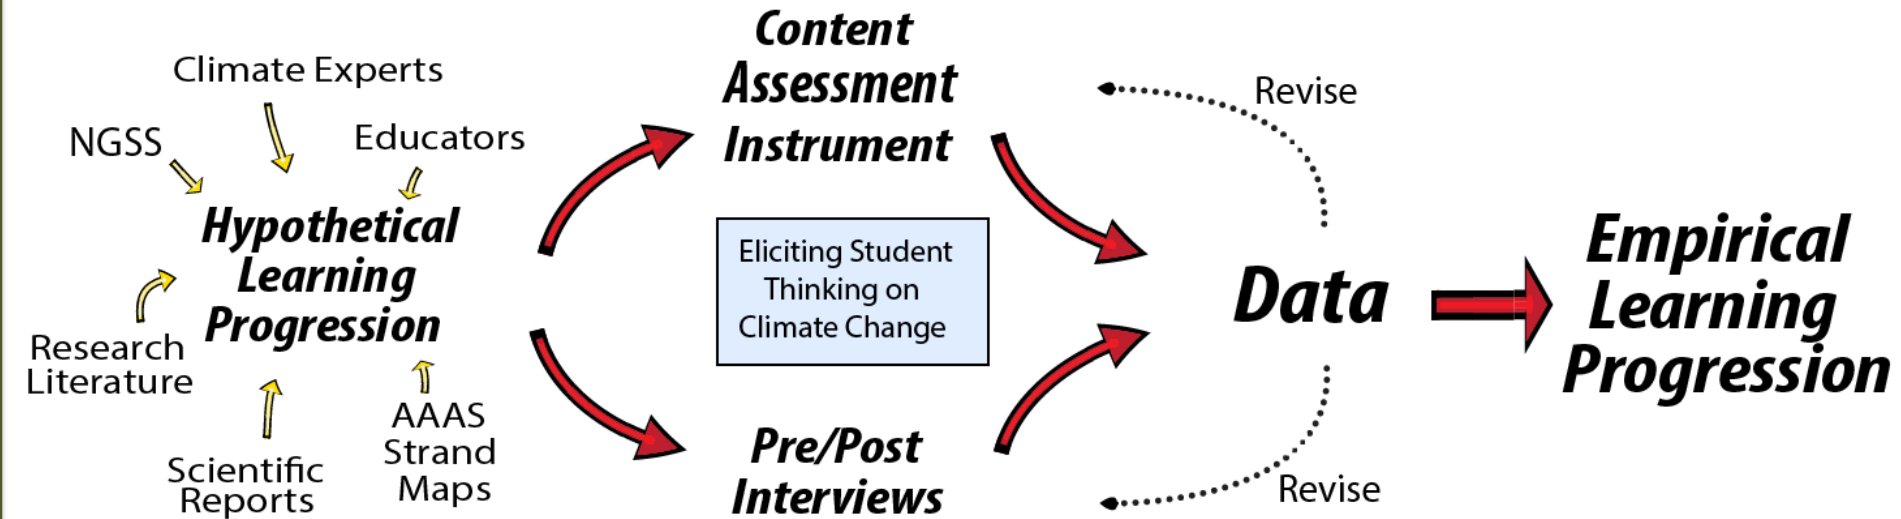 Climate Experts
NGSS
Educators
Hypothetical
Learning
Progression
Research
Literature
Scientific
Reports
AAAS
Strand
Maps
Content
Assessment
Instrument
Eliciting Student
Thinking on
Climate Change
Pre/Post
Interviews
Revise
Data
Revise
Empirical
Learning
Progression